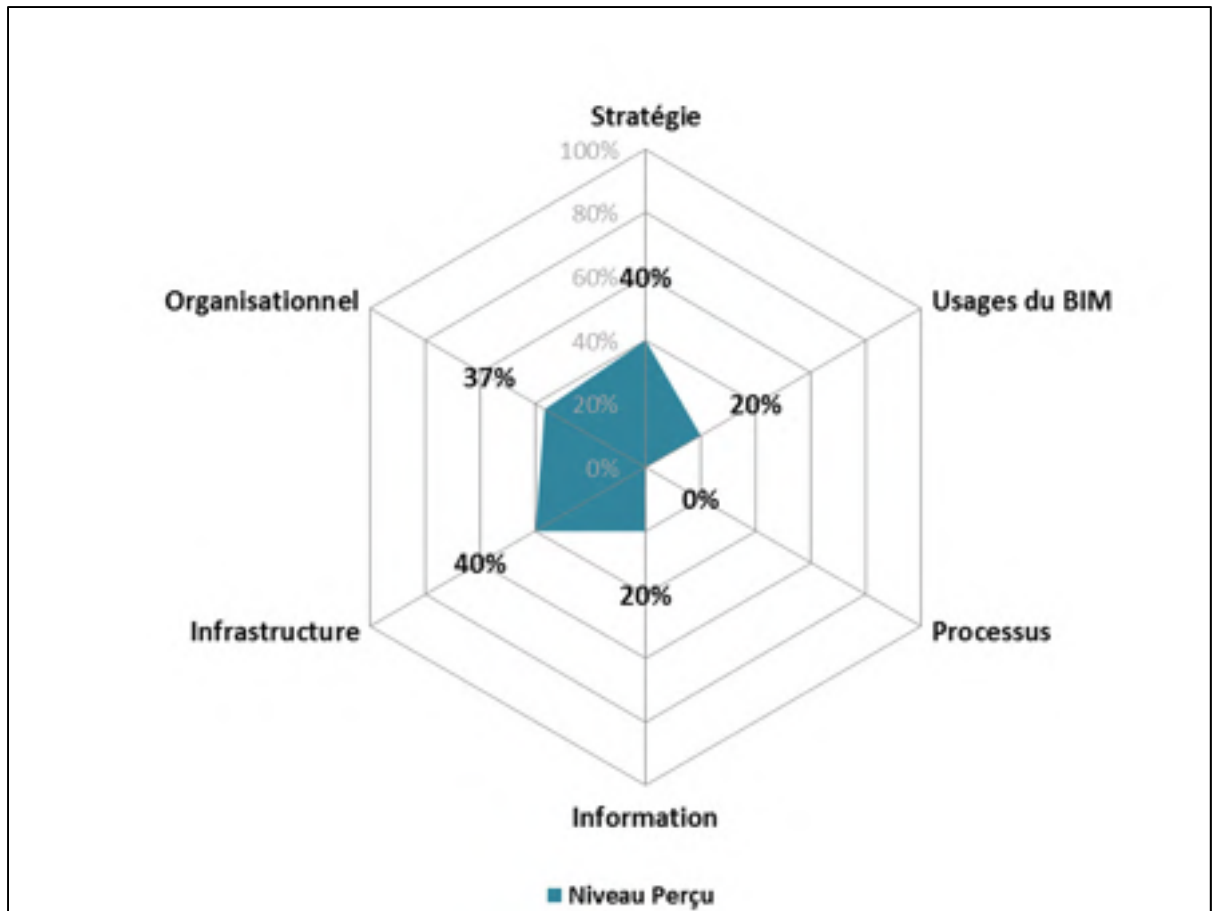 Stratégie
100%
80%
60%
40%
40%
20%
0%
Organisationnel
Usages du BIM
37%
20%
0%
40%
20%
Infrastructure
Processus
Information
Niveau Perçu